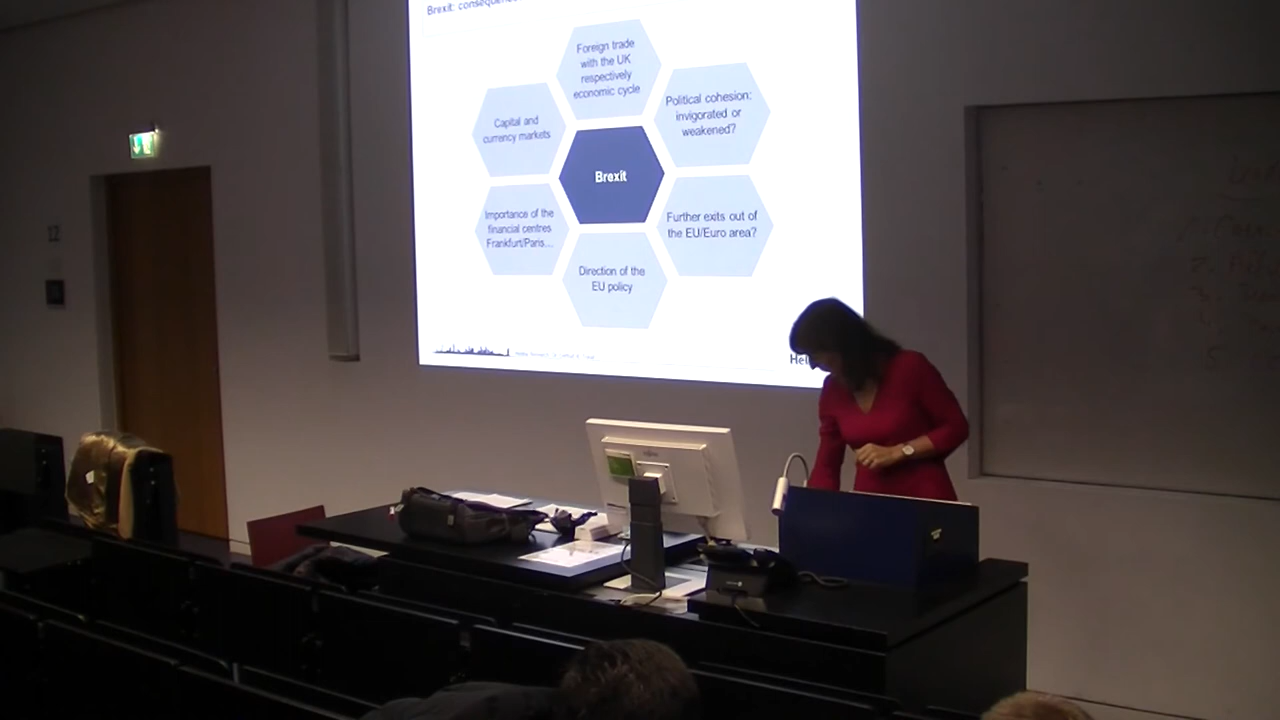 Brexit: consequence
Foreign trade
with the UK
respectively
economic cycle
Capital and
currency markets
Political cohesion:
invigorated or
weakened?
Brexit
Importance of the
financial centres
Frankfurt/Paris...
Further exits out of
the EU/Euro area?
Direction of the
EU policy
Hel
12